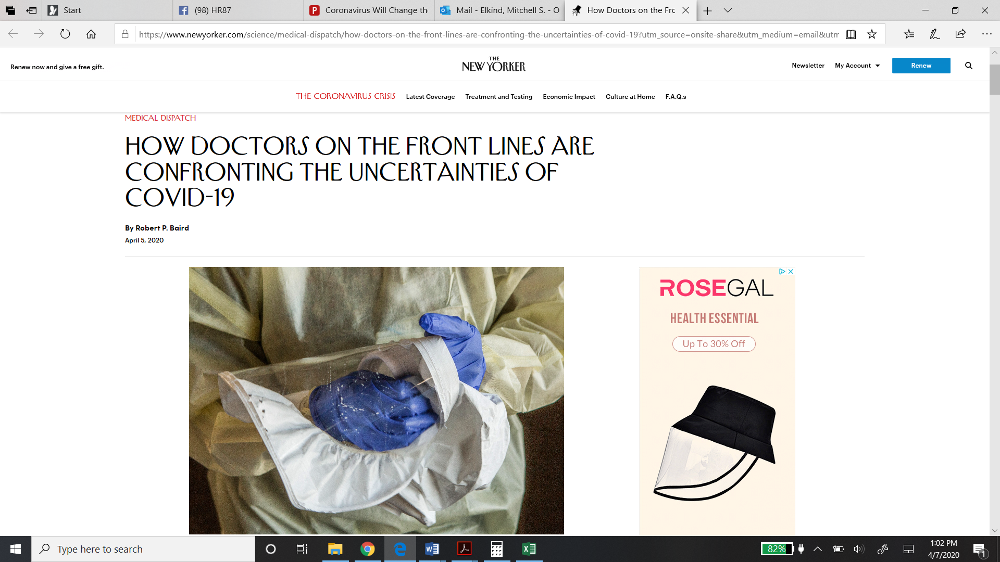 Start
(98) HR87
Coronavirus Will Change th
Mail - Elkind, Mitchell S. - O
How Doctors on the Frc
https://www.newyorker.com/science/medical-dispatch/how-doctors-on-the-front-lines-are-confronting-the-uncertainties-of-covid-19?utm_source=onsite-share&utm_medium=email&utm
Renew now and give a free gift.
THE
NEW YORKER
Newsletter
My Account
Renew
THE CORONAVIRUS CRISIS
Latest Coverage
Treatment and Testing
Economic Impact
Culture at Home
F.A.Q.s
MEDICAL DISPATCH
HOW DOCTORS ON THE FRONT LINES ARE
CONFRONTING THE UNCERTAINTIES OF
COVID-19
By Robert P. Baird
April 5, 2020
ROSEGAL
HEALTH ESSENTIAL
Up To 30% Off
Type here to search
82%
1:02 PM
4/7/2020
1